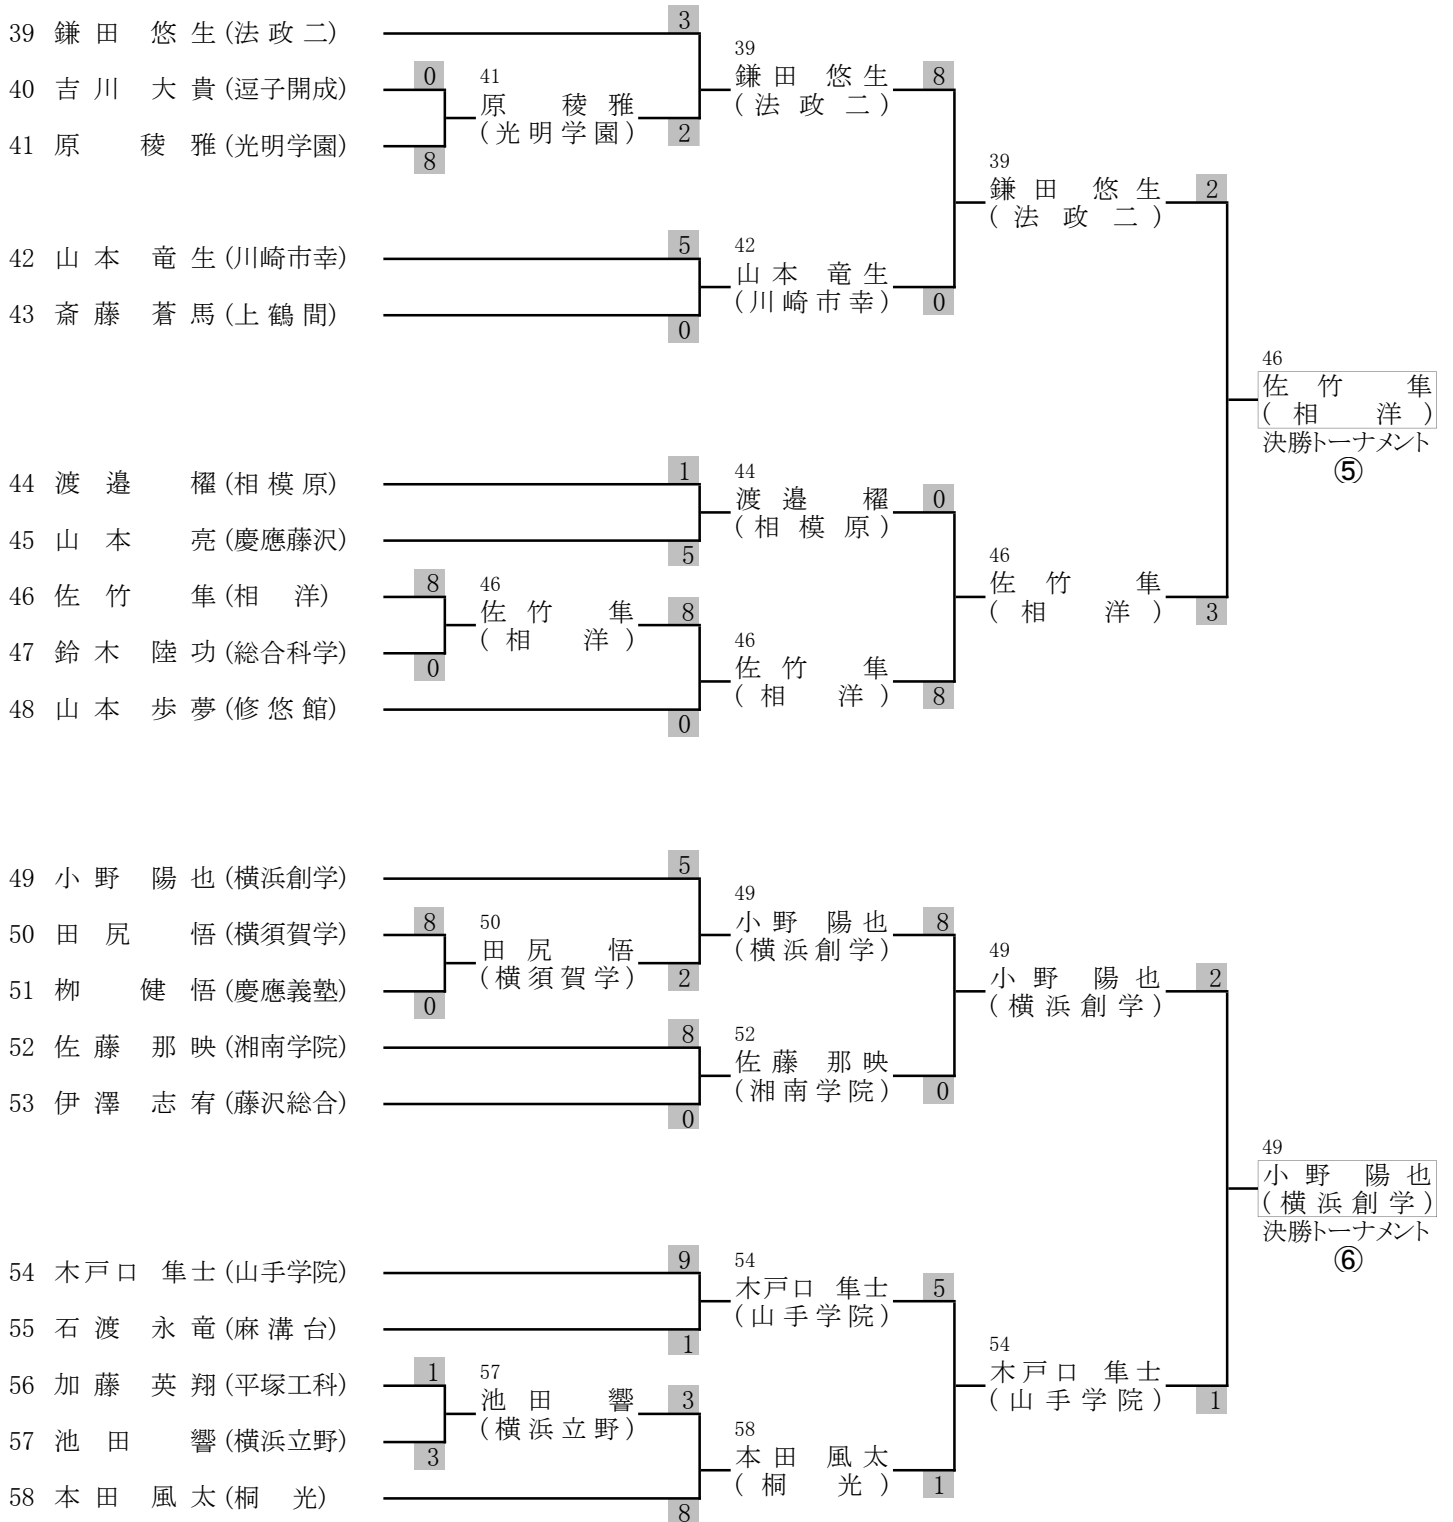 39 鎌田 悠生 (法政二) 3
39
鎌田 悠生 8
(法政二)
40 吉川 大貴 (逗子開成) 0
41
原 稜雅
(光明学園) 2
41 原 稜雅 (光明学園) 8
39
鎌田 悠生 2
(法政二)
42 山本 竜生 (川崎市幸) 5
42
山本 竜生
(川崎市幸) 0
43 斎藤 蒼馬 (上鶴間) 0
46
佐竹 隼
(相洋)
決勝トーナメント
⑤
44 渡邉 櫂 (相模原) 1
44
渡邉 櫂 0
(相模原)
45 山本 亮 (慶應藤沢) 5
46
佐竹 隼
(相洋) 3
46 佐竹 隼 (相洋) 8
46
佐竹 隼 8
(相洋)
47 鈴木 陸功 (総合科学) 0
46
佐竹 隼
(相洋) 8
48 山本 歩夢 (修悠館) 0
49 小野 陽也 (横浜創学) 5
49
小野 陽也 8
(横浜創学)
50 田尻 悟 (横須賀学) 8
50
田尻 悟
(横須賀学) 2
51 栁 健悟 (慶應義塾) 0
49
小野 陽也 2
(横浜創学)
52 佐藤 那映 (湘南学院) 8
52
佐藤 那映
(湘南学院) 0
53 伊澤 志宥 (藤沢総合) 0
49
小野 陽也
(横浜創学)
決勝トーナメント
⑥
54 木戸口 隼士 (山手学院) 9
54
木戸口 隼士 5
(山手学院)
55 石渡 永竜 (麻溝台) 1
54
木戸口 隼士
(山手学院) 1
56 加藤 英翔 (平塚工科) 1
57
池田 響 3
(横浜立野)
57 池田 響 (横浜立野) 3
58
本田 風太
(桐光) 1
58 本田 風太 (桐光) 8